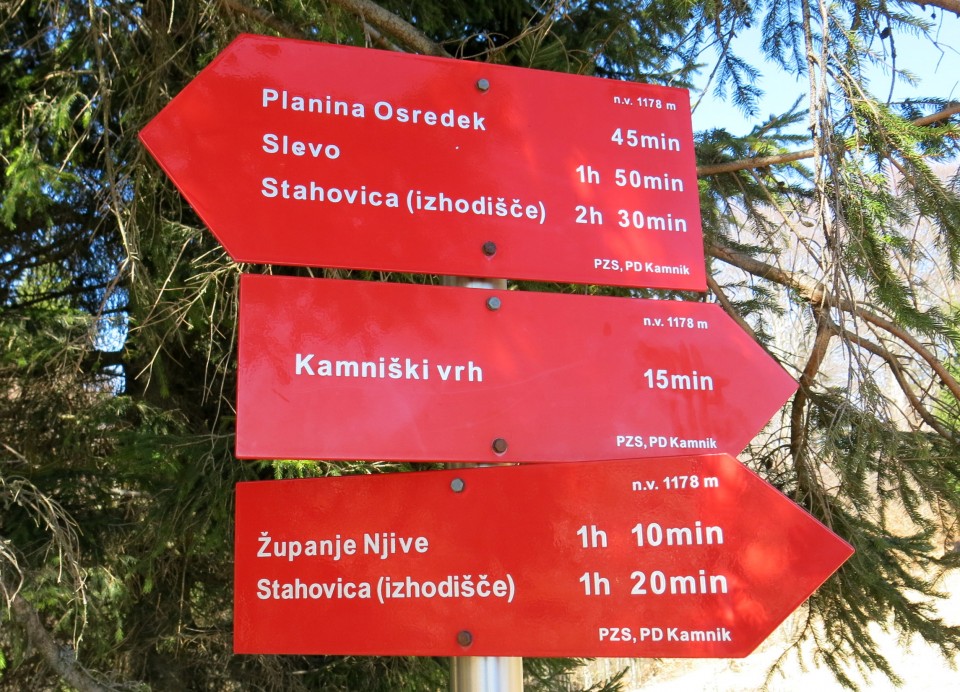 n.v. 1178 m
Planina Osredek 45min
Slevo 1h 50min
Stahovica (izhodišče) 2h 30min
PZS, PD Kamnik
n.v. 1178 m
Kamniški vrh 15min
PZS, PD Kamnik
n.v. 1178 m
Županje Njive 1h 10min
Stahovica (izhodišče) 1h 20min
PZS, PD Kamnik